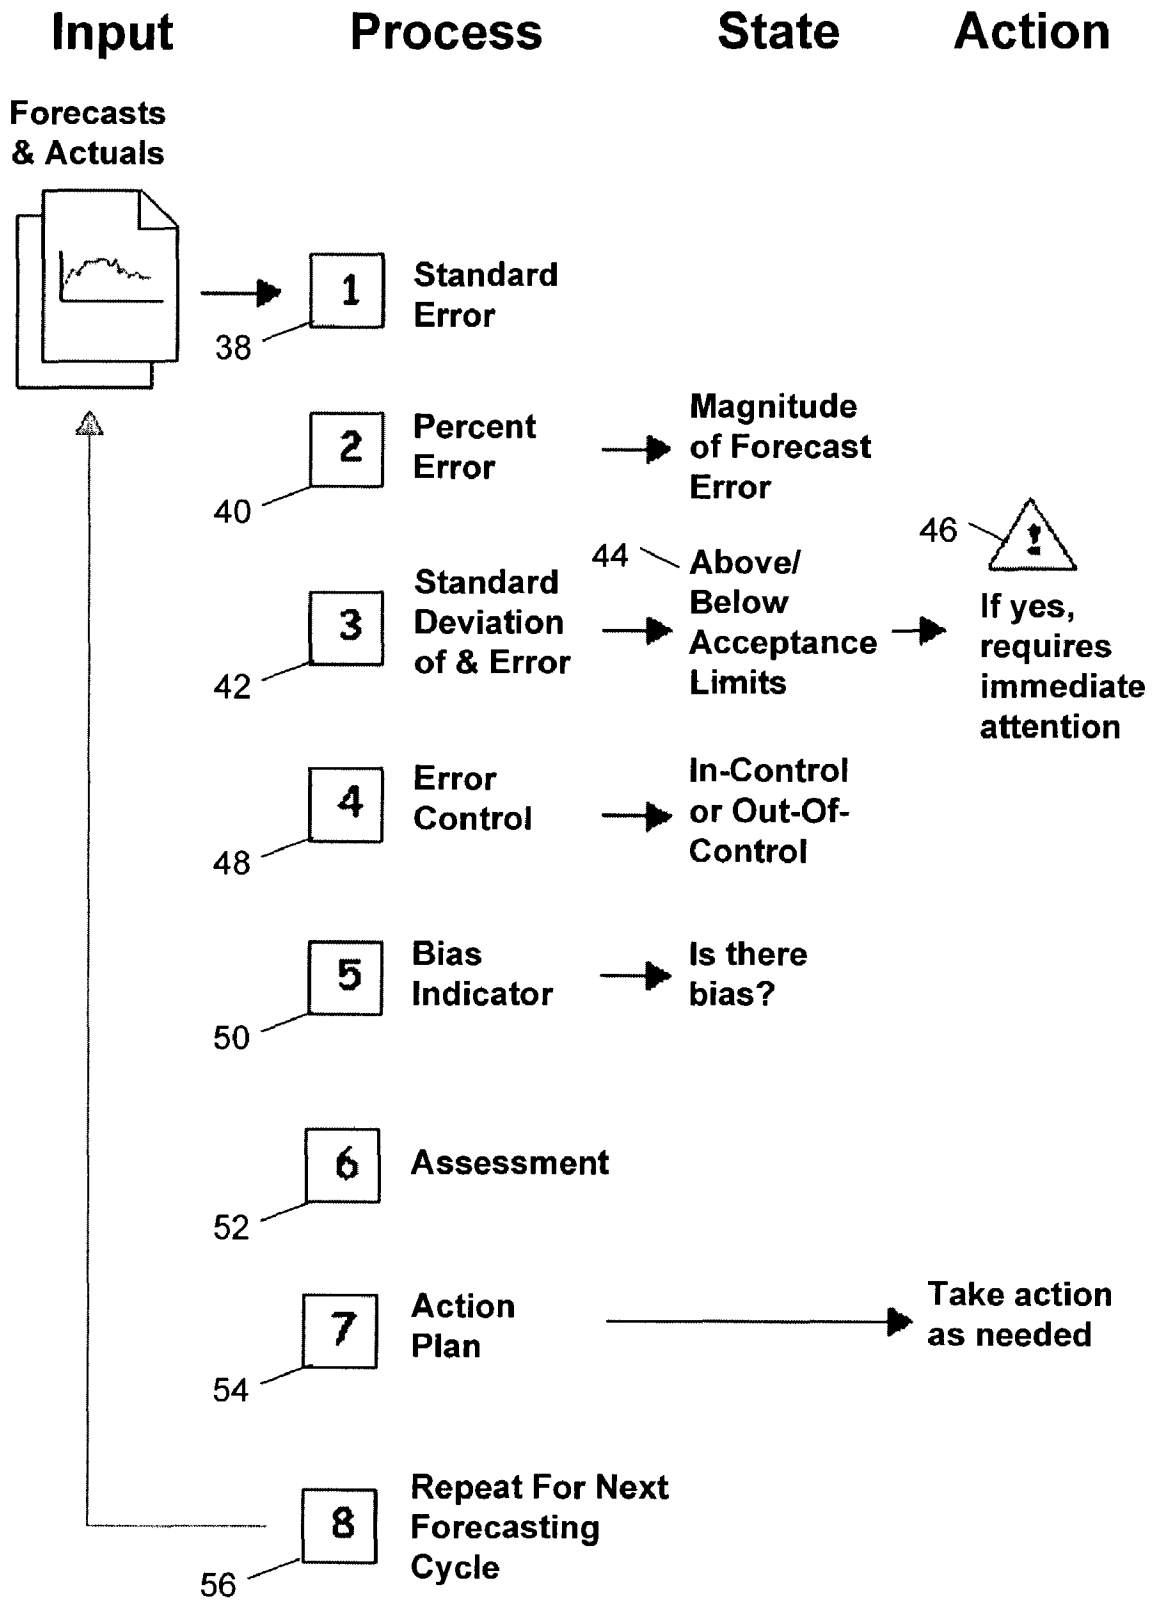 Input Process State Action
Forecasts
& Actuals
1 Standard
Error
38
2 Percent
Error
40
Magnitude
of Forecast
Error
3 Standard
Deviation
of & Error
42
44
Above/
Below
Acceptance
Limits
46
!
If yes,
requires
immediate
attention
4 Error
Control
48
In-Control
or Out-Of-
Control
5 Bias
Indicator
50
Is there
bias?
6 Assessment
52
7 Action
Plan
54
Take action
as needed
8 Repeat For Next
Forecasting
Cycle
56